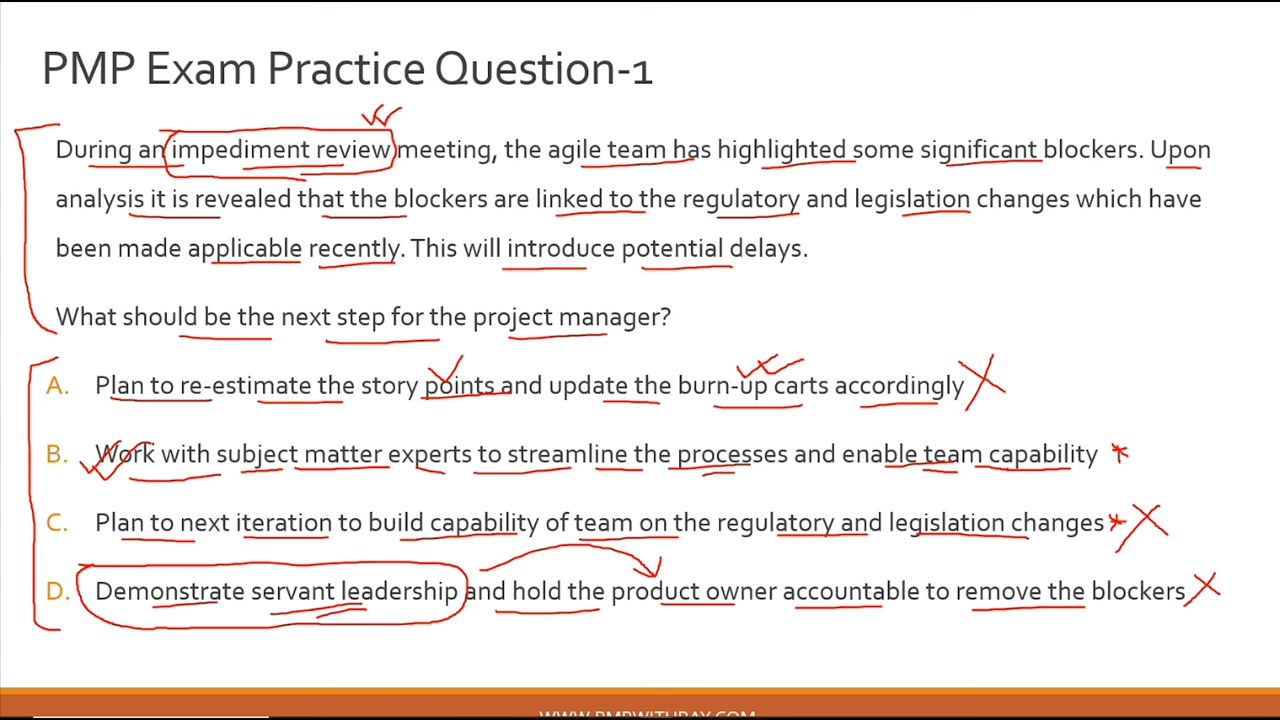 PMP Exam Practice Question-1
During an impediment review meeting, the agile team has highlighted some significant blockers. Upon
analysis it is revealed that the blockers are linked to the regulatory and legislation changes which have
been made applicable recently. This will introduce potential delays.
What should be the next step for the project manager?
A. Plan to re-estimate the story points and update the burn-up carts accordingly
B. Work with subject matter experts to streamline the processes and enable team capability
C. Plan to next iteration to build capability of team on the regulatory and legislation changes
D. Demonstrate servant leadership and hold the product owner accountable to remove the blockers
WWW.PMPWITHRAY.COM